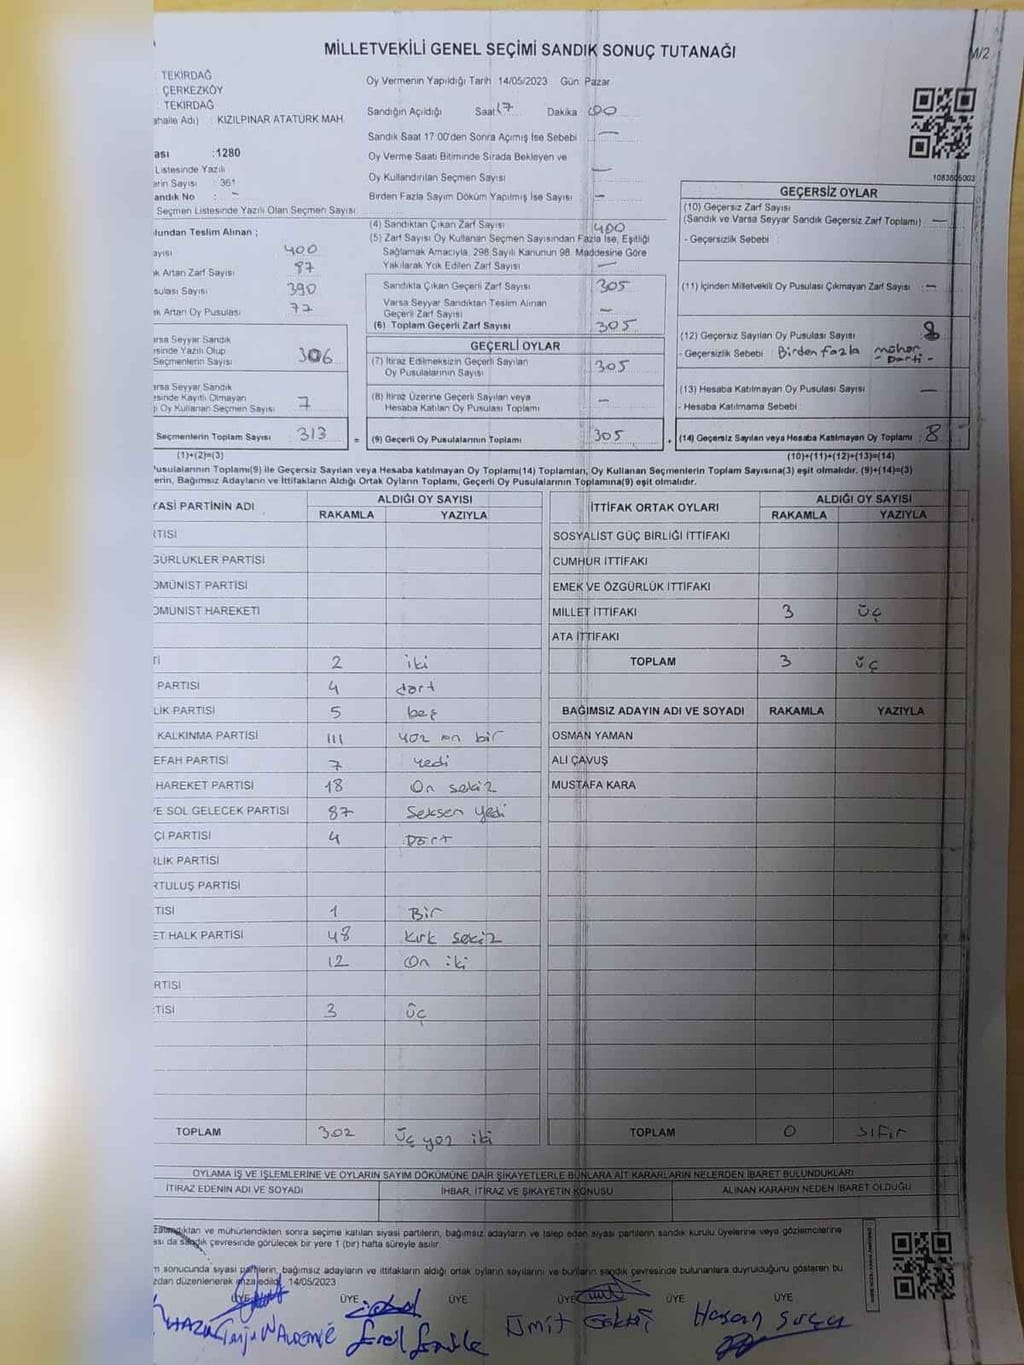 MİLLETVEKİLİ GENEL SEÇİMİ SANDIK SONUÇ TUTANAĞI
M/2
: TEKİRDAĞ
: ÇERKEZKÖY
: TEKİRDAĞ
ahalle Adı) : KIZILPINAR ATATÜRK MAH.
Oy Vermenin Yapıldığı Tarih 14/05/2023 Gün Pazar
Sandığın Açıldığı Saat 17 Dakika 00
Sandık Saat 17:00'den Sonra Açımış İse Sebebi —
Oy Verme Saati Bitiminde Sırada Bekleyen ve
Oy Kullandırılan Seçmen Sayısı —
Birden Fazla Sayım Döküm Yapılmış İse Sayısı —
ası :1280
Listesinde Yazılı
erin Sayısı : 361
andık No : -
Seçmen Listesinde Yazılı Olan Seçmen Sayısı
1083606003
ulundan Teslim Alınan ;
ayısı 400
k Artan Zarf Sayısı 87
sulası Sayısı 390
k Artan Oy Pusulası 77
(4) Sandıktan Çıkan Zarf Sayısı 400
(5) Zarf Sayısı Oy Kullanan Seçmen Sayısından Fazla İse, Eşitliği
Sağlamak Amacıyla, 298 Sayılı Kanunun 98. Maddesine Göre
Yakılarak Yok Edilen Zarf Sayısı —
Sandıkta Çıkan Geçerli Zarf Sayısı 305
Varsa Seyyar Sandıktan Teslim Alınan
Geçerli Zarf Sayısı —
(6) Toplam Geçerli Zarf Sayısı 305
GEÇERSİZ OYLAR
(10) Geçersiz Zarf Sayısı
(Sandık ve Varsa Seyyar Sandık Geçersiz Zarf Toplamı) —
- Geçersizlik Sebebi :
(11) İçinden Milletvekili Oy Pusulası Çıkmayan Zarf Sayısı : —
(12) Geçersiz Sayılan Oy Pusulası Sayısı 8
- Geçersizlik Sebebi : Birden fazla mühür
- parti -
(13) Hesaba Katılmayan Oy Pusulası Sayısı —
- Hesaba Katılmama Sebebi
(14) Geçersiz Sayılan veya Hesaba Katılmayan Oy Toplamı : 8
(10)+(11)+(12)+(13)=(14)
arsa Seyyar Sandık
esinde Yazılı Olup
Seçmenlerin Sayısı 306
arsa Seyyar Sandık
esinde Kayıtlı Olmayan
i Oy Kullanan Seçmen Sayısı 7
Seçmenlerin Toplam Sayısı 313 =
(1)+(2)=(3)
GEÇERLİ OYLAR
(7) İtiraz Edilmeksizin Geçerli Sayılan
Oy Pusulalarının Sayısı 305
(8) İtiraz Üzerine Geçerli Sayılan veya
Hesaba Katılan Oy Pusulası Toplamı —
(9) Geçerli Oy Pusulalarının Toplamı 305
usulalarının Toplamı(9) ile Geçersiz Sayılan veya Hesaba katılmayan Oy Toplamı(14) Toplamları, Oy Kullanan Seçmenlerin Toplam Sayısına(3) eşit olmalıdır. (9)+(14)=(3)
erin, Bağımsız Adayların ve İttifakların Aldığı Ortak Oyların Toplamı, Geçerli Oy Pusulalarının Toplamına(9) eşit olmalıdır.
YASİ PARTİNİN ADI ALDIĞI OY SAYISI
RAKAMLA YAZIYLA
RTİSİ
GÜRLÜKLER PARTİSİ
OMÜNİST PARTİSİ
OMÜNİST HAREKETİ
Tİ 2 iki
PARTİSİ 4 dört
LİK PARTİSİ 5 beş
KALKINMA PARTİSİ 111 yüz on bir
EFAH PARTİSİ 7 yedi
HAREKET PARTİSİ 18 On sekiz
VE SOL GELECEK PARTİSİ 87 Seksen yedi
Çİ PARTİSİ 4 Dört
RLİK PARTİSİ
RTULUŞ PARTİSİ
TİSİ 1 Bir
ET HALK PARTİSİ 48 Kırk sekiz
12 On iki
RTİSİ
TİSİ 3 üç
TOPLAM 302 Üç yüz iki
İTTİFAK ORTAK OYLARI ALDIĞI OY SAYISI
RAKAMLA YAZIYLA
SOSYALİST GÜÇ BİRLİĞİ İTTİFAKI
CUMHUR İTTİFAKI
EMEK VE ÖZGÜRLÜK İTTİFAKI
MİLLET İTTİFAKI 3 Üç
ATA İTTİFAKI
TOPLAM 3 üç
BAĞIMSIZ ADAYIN ADI VE SOYADI RAKAMLA YAZIYLA
OSMAN YAMAN
ALİ ÇAVUŞ
MUSTAFA KARA
TOPLAM 0 SIFIR
OYLAMA İŞ VE İŞLEMLERİNE VE OYLARIN SAYIM DÖKÜMÜNE DAİR ŞİKAYETLERLE BUNLARA AİT KARARLARIN NELERDEN İBARET BULUNDUKLARI
İTİRAZ EDENİN ADI VE SOYADI İHBAR, İTİRAZ VE ŞİKAYETİN KONUSU ALINAN KARARIN NEDEN İBARET OLDUĞU
ve mühürlendikten sonra seçime katılan siyasi partilerin, bağımsız adayların ve talep eden siyasi partilerin sandık kurulu üyelerine veya gözlemcilerine
ası da sandık çevresinde görülecek bir yere 1 (bir) hafta süreyle asılır.
m sonucunda siyasi partilerin, bağımsız adayların ve ittifakların aldığı ortak oyların sayılarını ve bunların sandık çevresinde bulunanlara duyrulduğunu gösteren bu
zdan düzenlenerek imza edildi. 14/05/2023
ÜYE ÜYE ÜYE ÜYE ÜYE ÜYE
Ümit Göktaş Hasan